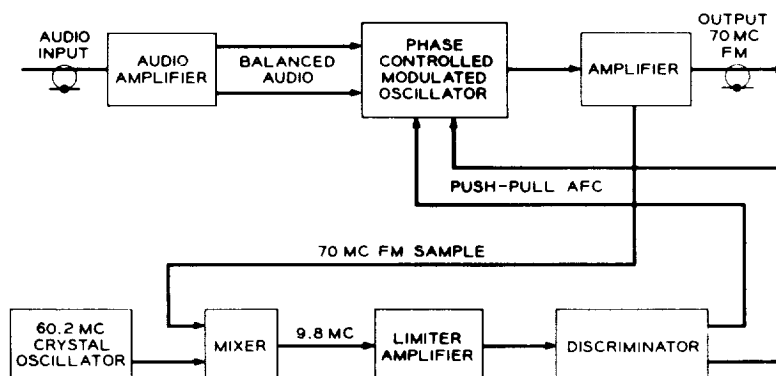 AUDIO
INPUT
AUDIO
AMPLIFIER
BALANCED
AUDIO
PHASE
CONTROLLED
MODULATED
OSCILLATOR
AMPLIFIER
OUTPUT
70 MC
FM
PUSH-PULL AFC
70 MC FM SAMPLE
60.2 MC
CRYSTAL
OSCILLATOR
MIXER
9.8 MC
LIMITER
AMPLIFIER
DISCRIMINATOR